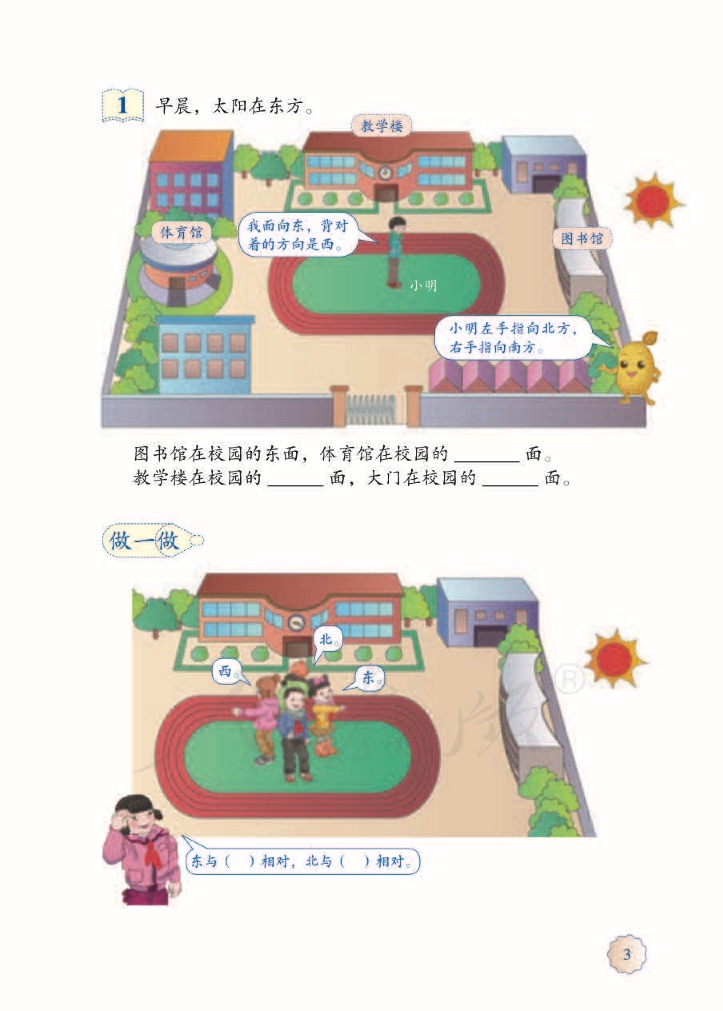 1 早晨，太阳在东方。
教学楼
体育馆
我面向东，背对
着的方向是西。
图书馆
小明
小明左手指向北方，
右手指向南方。
图书馆在校园的东面，体育馆在校园的 ______ 面。
教学楼在校园的 _____ 面，大门在校园的 _____ 面。
做一做
北。
西。
东。
东与（ ）相对，北与（ ）相对。
3